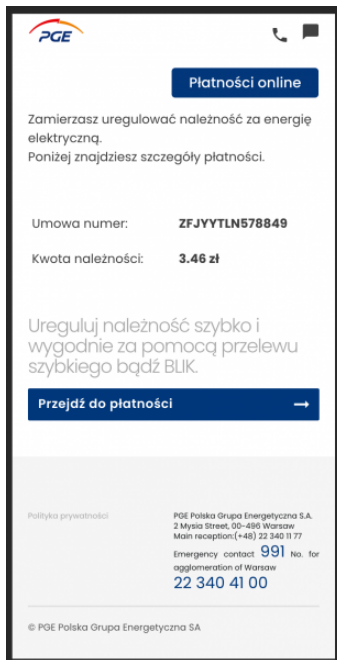 PGE
Płatności online
Zamierzasz uregulować należność za energię
elektryczną.
Poniżej znajdziesz szczegóły płatności.
Umowa numer: ZFJYYTLN578849
Kwota należności: 3.46 zł
Ureguluj należność szybko i
wygodnie za pomocą przelewu
szybkiego bądź BLIK.
Przejdź do płatności →
Polityka prywatności
PGE Polska Grupa Energetyczna S.A.
2 Mysia Street, 00-496 Warsaw
Main reception:(+48) 22 340 11 77
Emergency contact 991 No. for
agglomeration of Warsaw
22 340 41 00
© PGE Polska Grupa Energetyczna SA